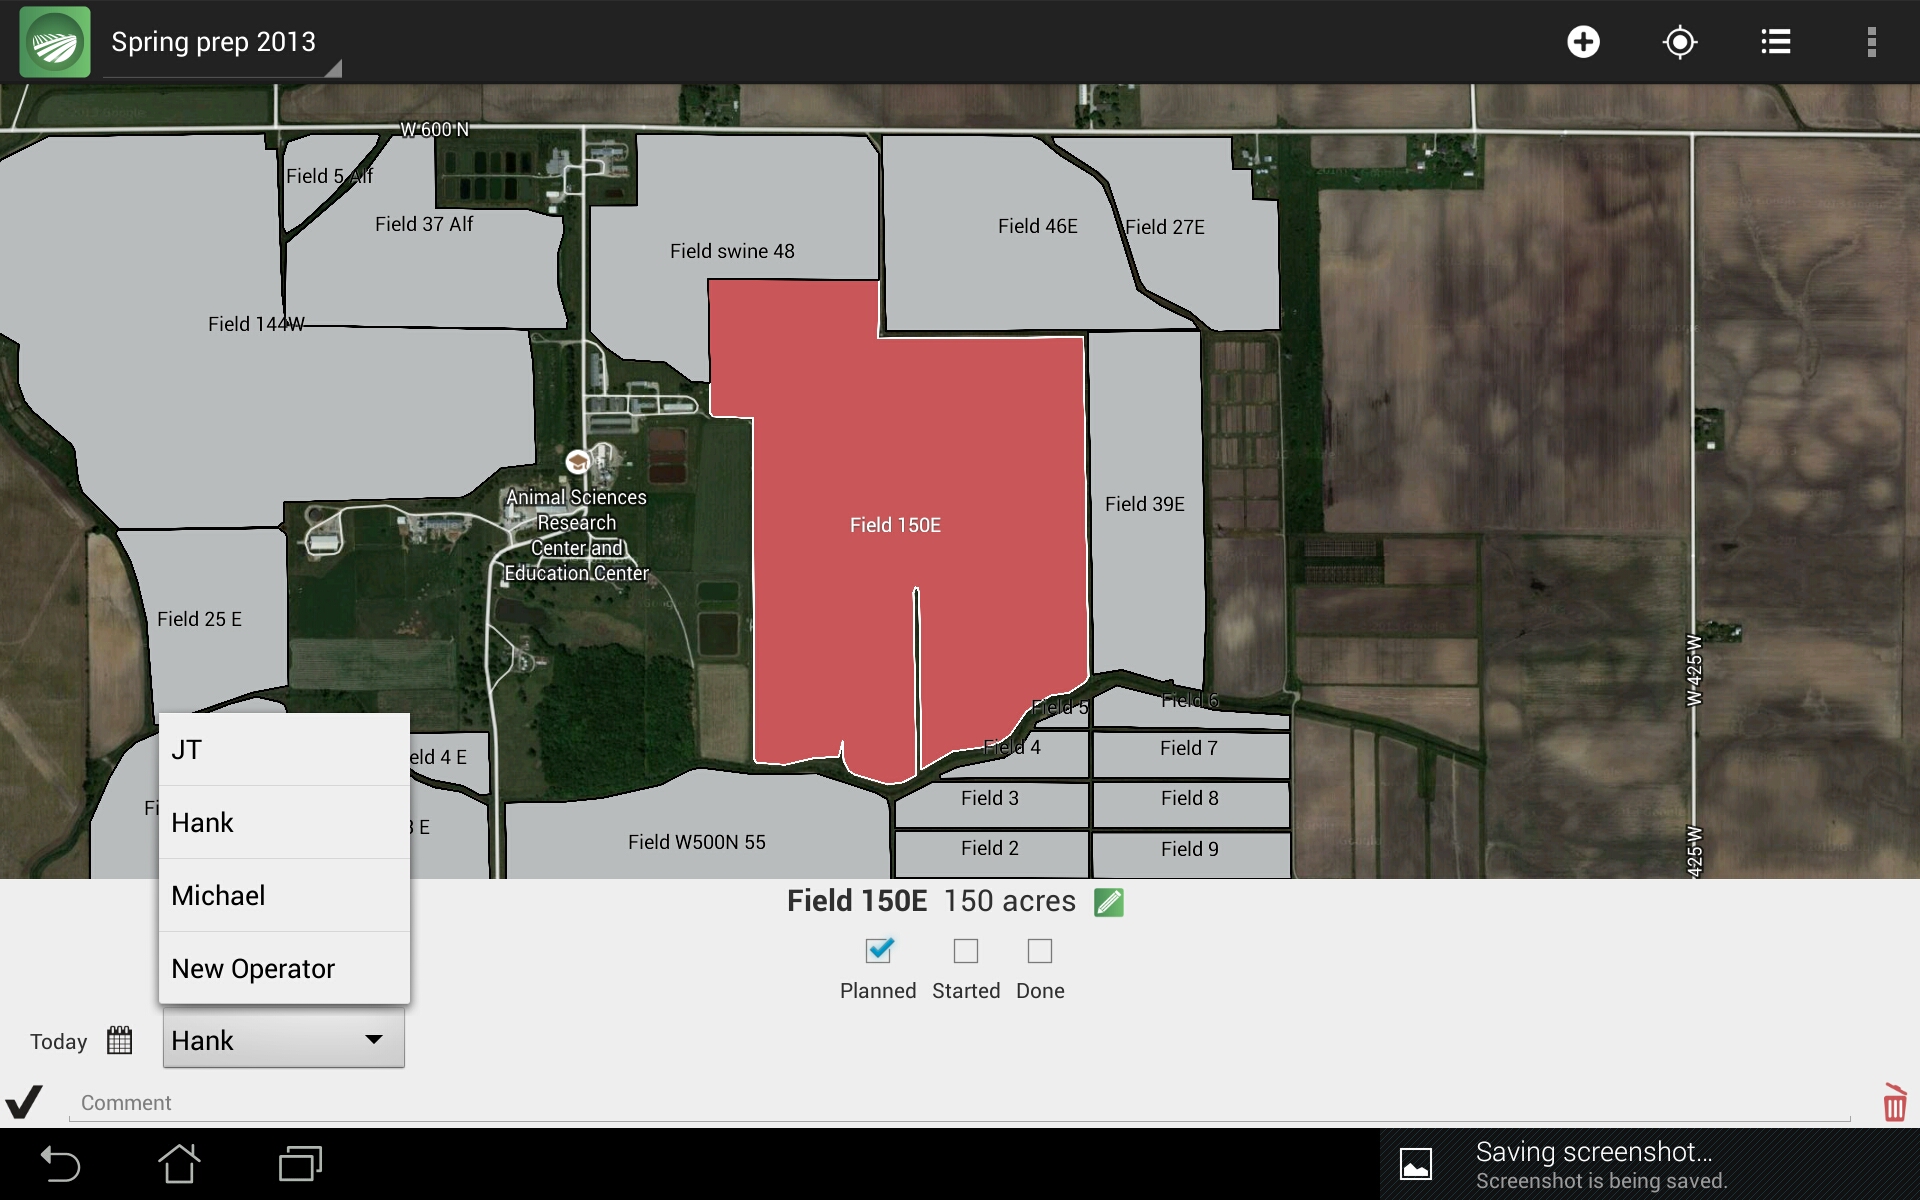 Spring prep 2013
W 600 N
Field 5 Alf
Field 37 Alf
Field swine 48
Field 46E
Field 27E
Field 144W
Animal Sciences
Research
Center and
Education Center
Field 150E
Field 39E
Field 25 E
W 425 W
Field 5
Field 6
Field 4
Field 7
eld 4 E
Fi
3 E
Field 3
Field 8
Field W500N 55
Field 2
Field 9
425 W
JT
Hank
Michael
New Operator
Field 150E 150 acres
Planned Started Done
Today
Hank
Comment
Saving screenshot...
Screenshot is being saved.